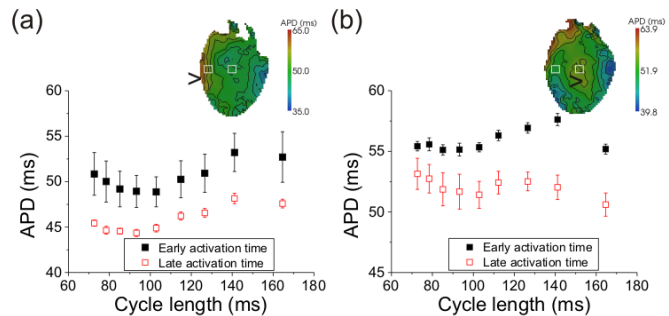 (a)
APD (ms)
65.0
50.0
35.0
60
55
50
45
40
APD (ms)
Early activation time
Late activation time
60 80 100 120 140 160 180
Cycle length (ms)
(b)
APD (ms)
63.9
51.8
39.8
60
55
50
45
APD (ms)
Early activation time
Late activation time
60 80 100 120 140 160 180
Cycle length (ms)